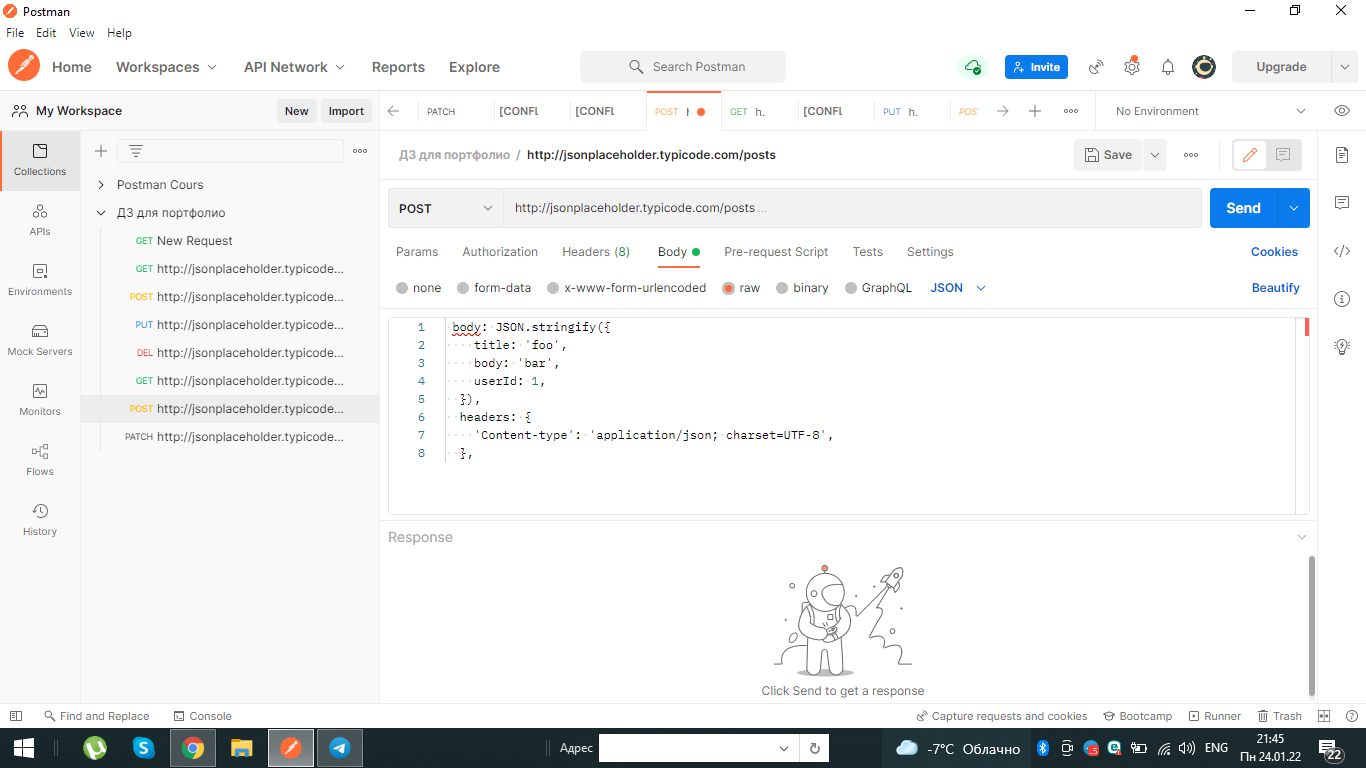 Postman
File Edit View Help
Home Workspaces API Network Reports Explore Search Postman Invite Upgrade
My Workspace New Import PATCH [CONFL [CONFL POST GET h. [CONFL PUT h. POS No Environment
Collections
APIs
Environments
Mock Servers
Monitors
Flows
History
Postman Cours
ДЗ для портфолио
GET New Request
GET http://jsonplaceholder.typicode...
POST http://jsonplaceholder.typicode...
PUT http://jsonplaceholder.typicode...
DEL http://jsonplaceholder.typicode...
GET http://jsonplaceholder.typicode...
POST http://jsonplaceholder.typicode...
PATCH http://jsonplaceholder.typicode...
ДЗ для портфолио / http://jsonplaceholder.typicode.com/posts Save
POST http://jsonplaceholder.typicode.com/posts ... Send
Params Authorization Headers (8) Body Pre-request Script Tests Settings Cookies
none form-data x-www-form-urlencoded raw binary GraphQL JSON Beautify
1 body: JSON.stringify({
2 title: 'foo',
3 body: 'bar',
4 userId: 1,
5 }),
6 headers: {
7 'Content-type': 'application/json; charset=UTF-8',
8 },
Response
Click Send to get a response
Find and Replace Console Capture requests and cookies Bootcamp Runner Trash
Адрес -7°C Облачно ENG 21:45
Пн 24.01.22 22